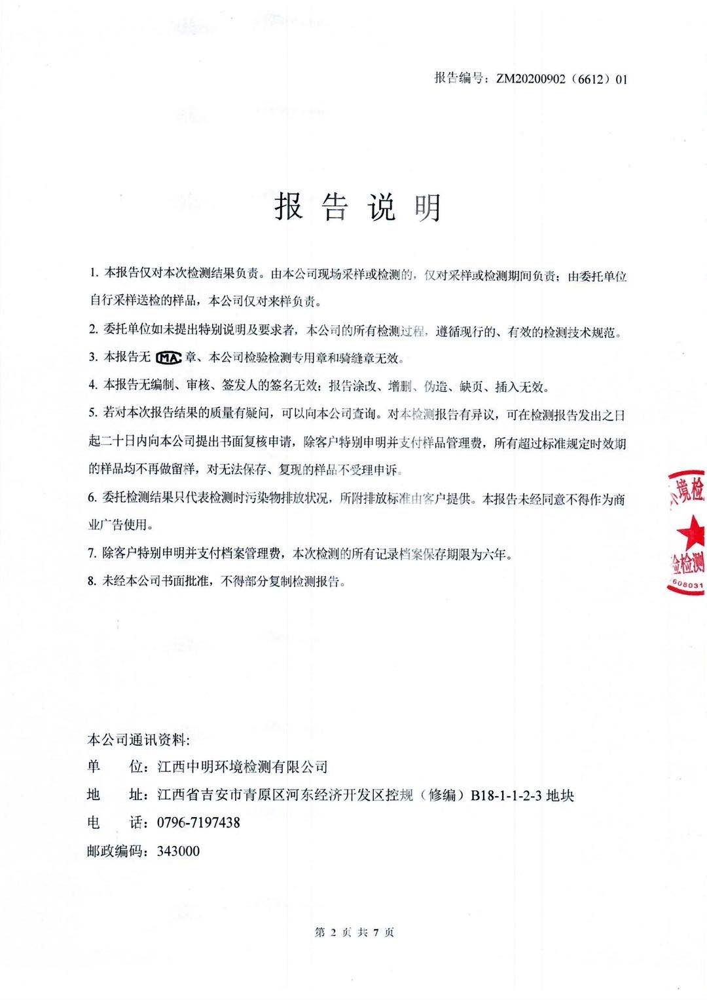 报告编号：ZM20200902（6612）01
报告说明
1. 本报告仅对本次检测结果负责。由本公司现场采样或检测的，仅对采样或检测期间负责；由委托单位
自行采样送检的样品，本公司仅对来样负责。
2. 委托单位如未提出特别说明及要求者，本公司的所有检测过程，遵循现行的、有效的检测技术规范。
3. 本报告无 MA 章、本公司检验检测专用章和骑缝章无效。
4. 本报告无编制、审核、签发人的签名无效；报告涂改、增删、伪造、缺页、插入无效。
5. 若对本次报告结果的质量有疑问，可以向本公司查询。对本检测报告有异议，可在检测报告发出之日
起二十日内向本公司提出书面复核申请，除客户特别申明并支付样品管理费，所有超过标准规定时效期
的样品均不再做留样，对无法保存、复现的样品不受理申诉。
6. 委托检测结果只代表检测时污染物排放状况，所附排放标准由客户提供。本报告未经同意不得作为商
业广告使用。
7. 除客户特别申明并支付档案管理费，本次检测的所有记录档案保存期限为六年。
8. 未经本公司书面批准，不得部分复制检测报告。
境检
检测
608031
本公司通讯资料:
单 位：江西中明环境检测有限公司
地 址：江西省吉安市青原区河东经济开发区控规（修编）B18-1-1-2-3 地块
电 话：0796-7197438
邮政编码：343000
第 2 页 共 7 页